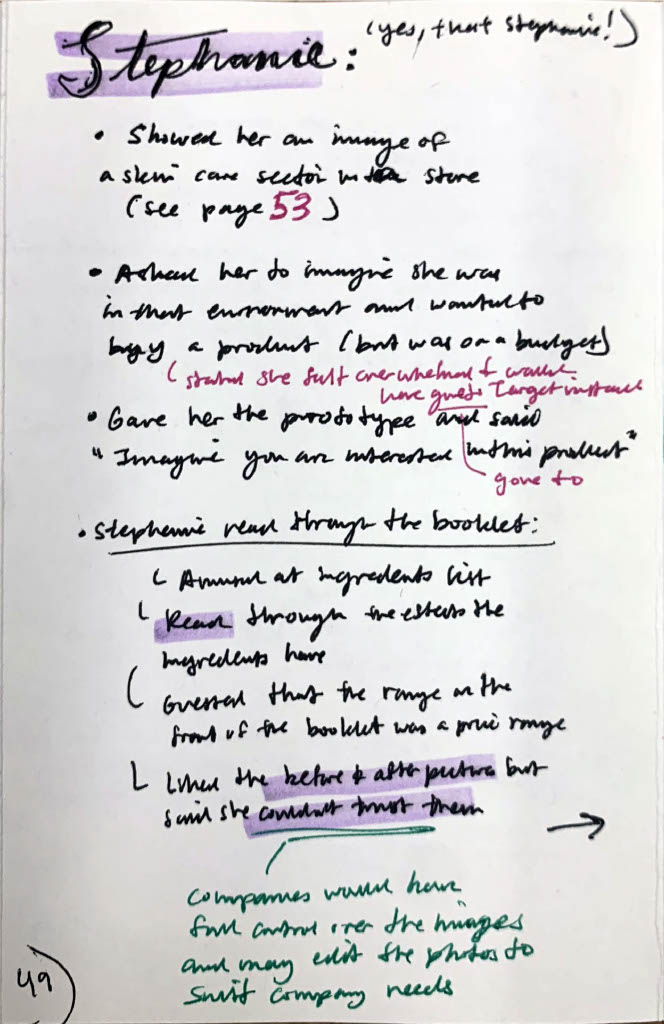 Stephanie: (yes, that stephanie!)
• Showed her an image of
a skin care section in a store
(see page 53)
• Asked her to imagine she was
in that environment and wanted to
buy a product (but was on a budget)
stated she felt overwhelmed & would
have gone to Target instead
• Gave her the prototype and said
"Imagine you are interested in this product"
gone to
• Stephanie read through the booklet:
Amused at ingredients list
Read through the effects the
ingredients have
Guessed that the range on the
front of the booklet was a price range
Liked the before & after pictures but
said she couldn't trust them
companies would have
full control over the images
and may edit the photos to
suit company needs
49